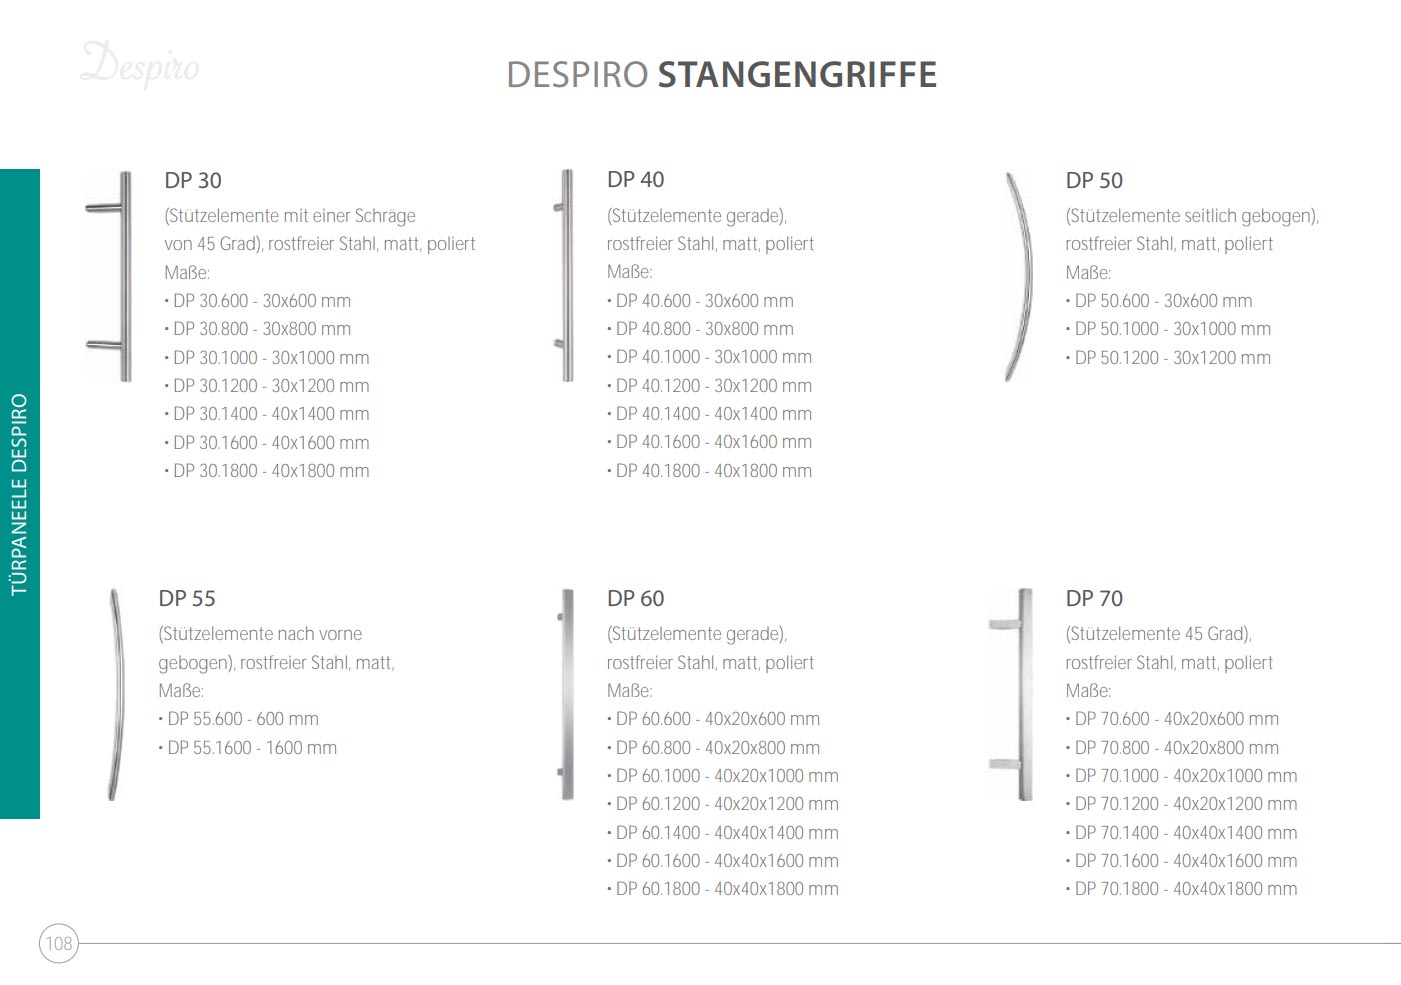 Despiro
DESPIRO STANGENGRIFFE
TÜRPANEELE DESPIRO
DP 30
(Stützelemente mit einer Schräge
von 45 Grad), rostfreier Stahl, matt, poliert
Maße:
• DP 30.600 - 30x600 mm
• DP 30.800 - 30x800 mm
• DP 30.1000 - 30x1000 mm
• DP 30.1200 - 30x1200 mm
• DP 30.1400 - 40x1400 mm
• DP 30.1600 - 40x1600 mm
• DP 30.1800 - 40x1800 mm
DP 40
(Stützelemente gerade),
rostfreier Stahl, matt, poliert
Maße:
• DP 40.600 - 30x600 mm
• DP 40.800 - 30x800 mm
• DP 40.1000 - 30x1000 mm
• DP 40.1200 - 30x1200 mm
• DP 40.1400 - 40x1400 mm
• DP 40.1600 - 40x1600 mm
• DP 40.1800 - 40x1800 mm
DP 50
(Stützelemente seitlich gebogen),
rostfreier Stahl, matt, poliert
Maße:
• DP 50.600 - 30x600 mm
• DP 50.1000 - 30x1000 mm
• DP 50.1200 - 30x1200 mm
DP 55
(Stützelemente nach vorne
gebogen), rostfreier Stahl, matt,
Maße:
• DP 55.600 - 600 mm
• DP 55.1600 - 1600 mm
DP 60
(Stützelemente gerade),
rostfreier Stahl, matt, poliert
Maße:
• DP 60.600 - 40x20x600 mm
• DP 60.800 - 40x20x800 mm
• DP 60.1000 - 40x20x1000 mm
• DP 60.1200 - 40x20x1200 mm
• DP 60.1400 - 40x40x1400 mm
• DP 60.1600 - 40x40x1600 mm
• DP 60.1800 - 40x40x1800 mm
DP 70
(Stützelemente 45 Grad),
rostfreier Stahl, matt, poliert
Maße:
• DP 70.600 - 40x20x600 mm
• DP 70.800 - 40x20x800 mm
• DP 70.1000 - 40x20x1000 mm
• DP 70.1200 - 40x20x1200 mm
• DP 70.1400 - 40x40x1400 mm
• DP 70.1600 - 40x40x1600 mm
• DP 70.1800 - 40x40x1800 mm
108